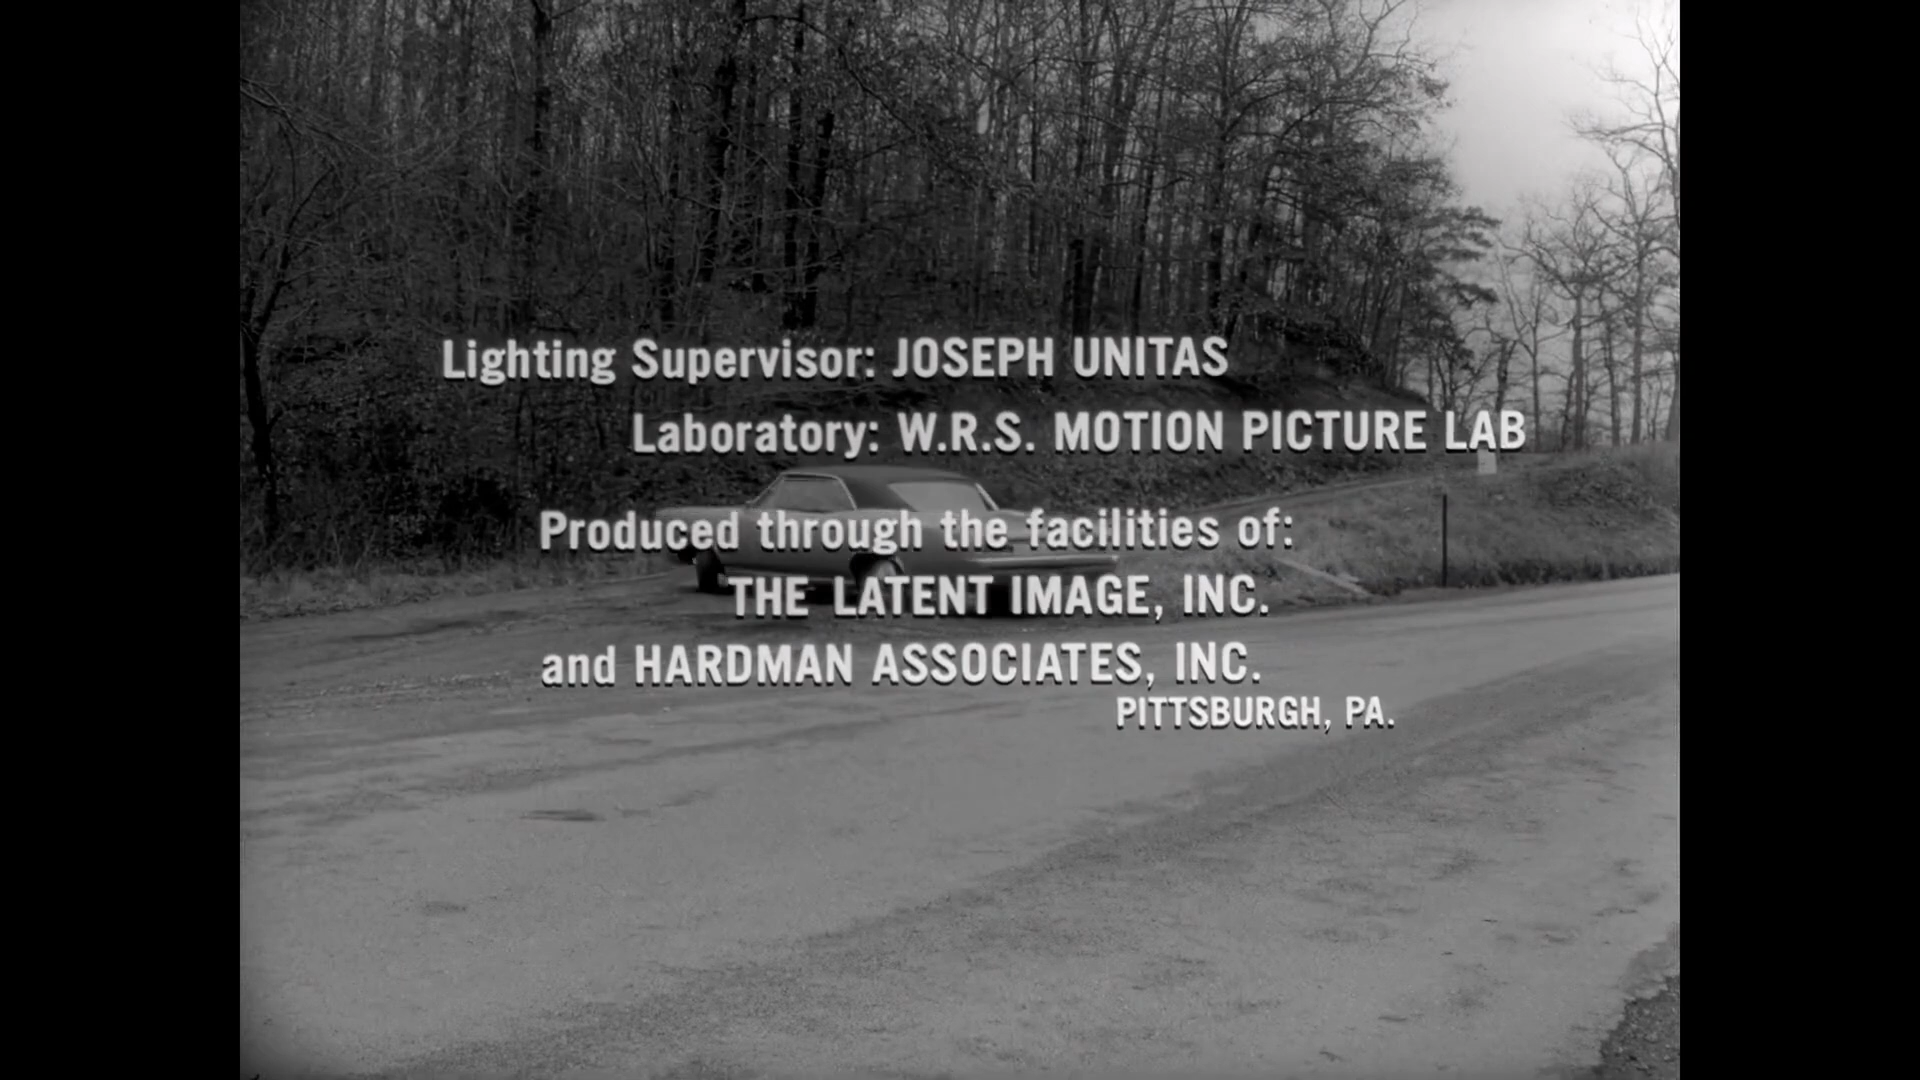 Lighting Supervisor: JOSEPH UNITAS
Laboratory: W.R.S. MOTION PICTURE LAB
Produced through the facilities of:
THE LATENT IMAGE, INC.
and HARDMAN ASSOCIATES, INC.
PITTSBURGH, PA.